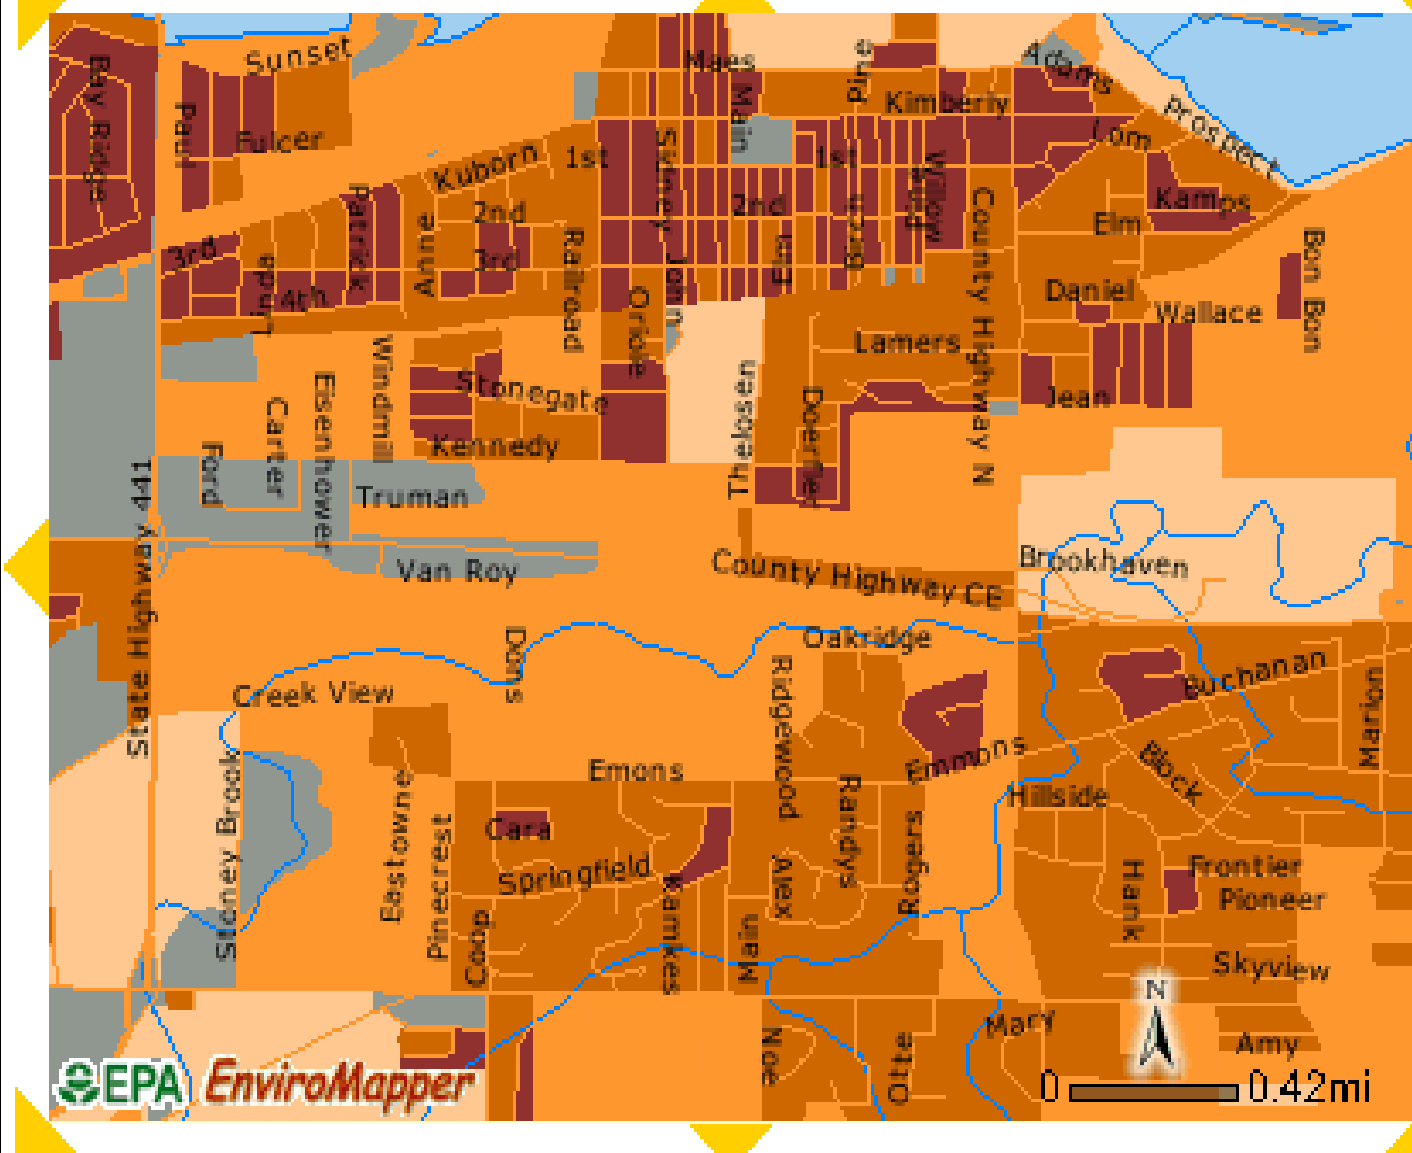 Sunset
Maes
Pine
Adams
Bay Ridge
Paul
Fulcer
Main
Kimberly
Prospect
Lom
Kuborn
1st
Sidney
1st
Willow
Kamps
Patrick
Anne
2nd
2nd
Birch
County Highway N
Elm
3rd
3rd
Railroad
John
Elm
Bon Bon
Linda
4th
Oriole
Daniel
Wallace
Windmill
Lamers
Eisenhower
Stonegate
Thelosen
Jean
Carter
Kennedy
Ford
Truman
State Highway 441
Van Roy
County Highway CE
Brookhaven
Oakridge
Doms
Creek View
Ridgewood
Buchanan
Marion
Emons
Emmons
Block
Stoney Brook
Eastowne
Pinecrest
Cara
Randys
Hillside
Springfield
Alex
Rogers
Hank
Frontier
Pioneer
Coop
Kamkes
Main
Skyview
N
Noe
Otte
Mary
Amy
EPA EnviroMapper
0 0.42mi